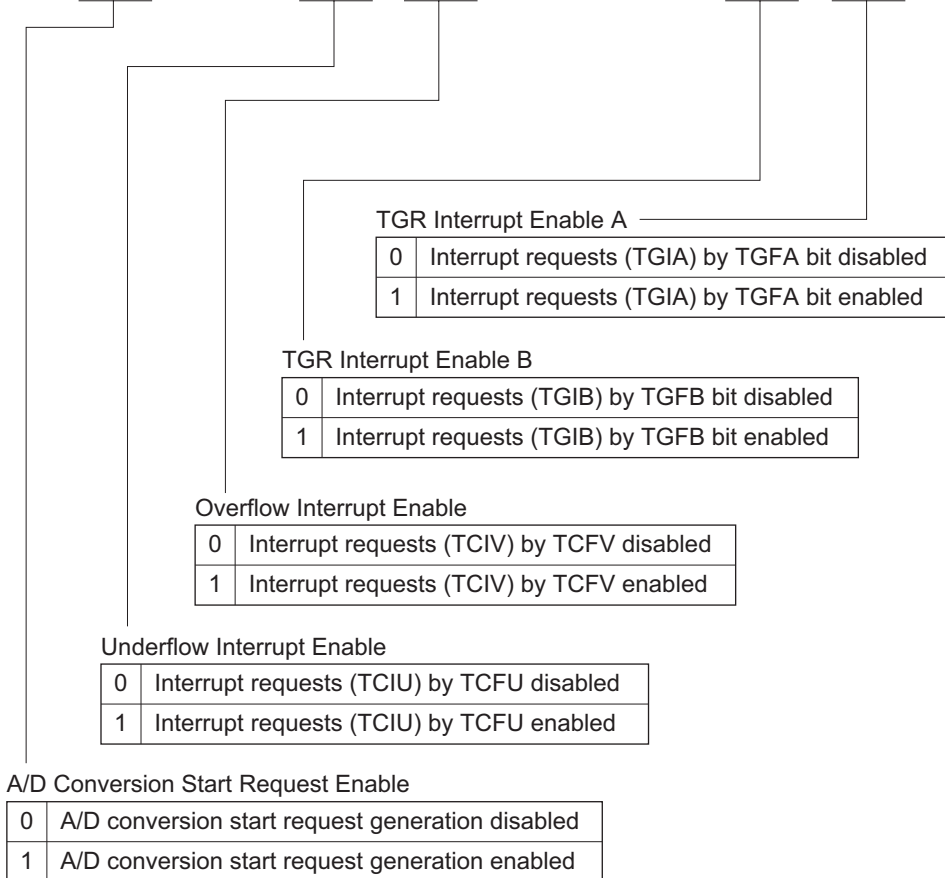 TGR Interrupt Enable A
0 Interrupt requests (TGIA) by TGFA bit disabled
1 Interrupt requests (TGIA) by TGFA bit enabled
TGR Interrupt Enable B
0 Interrupt requests (TGIB) by TGFB bit disabled
1 Interrupt requests (TGIB) by TGFB bit enabled
Overflow Interrupt Enable
0 Interrupt requests (TCIV) by TCFV disabled
1 Interrupt requests (TCIV) by TCFV enabled
Underflow Interrupt Enable
0 Interrupt requests (TCIU) by TCFU disabled
1 Interrupt requests (TCIU) by TCFU enabled
A/D Conversion Start Request Enable
0 A/D conversion start request generation disabled
1 A/D conversion start request generation enabled